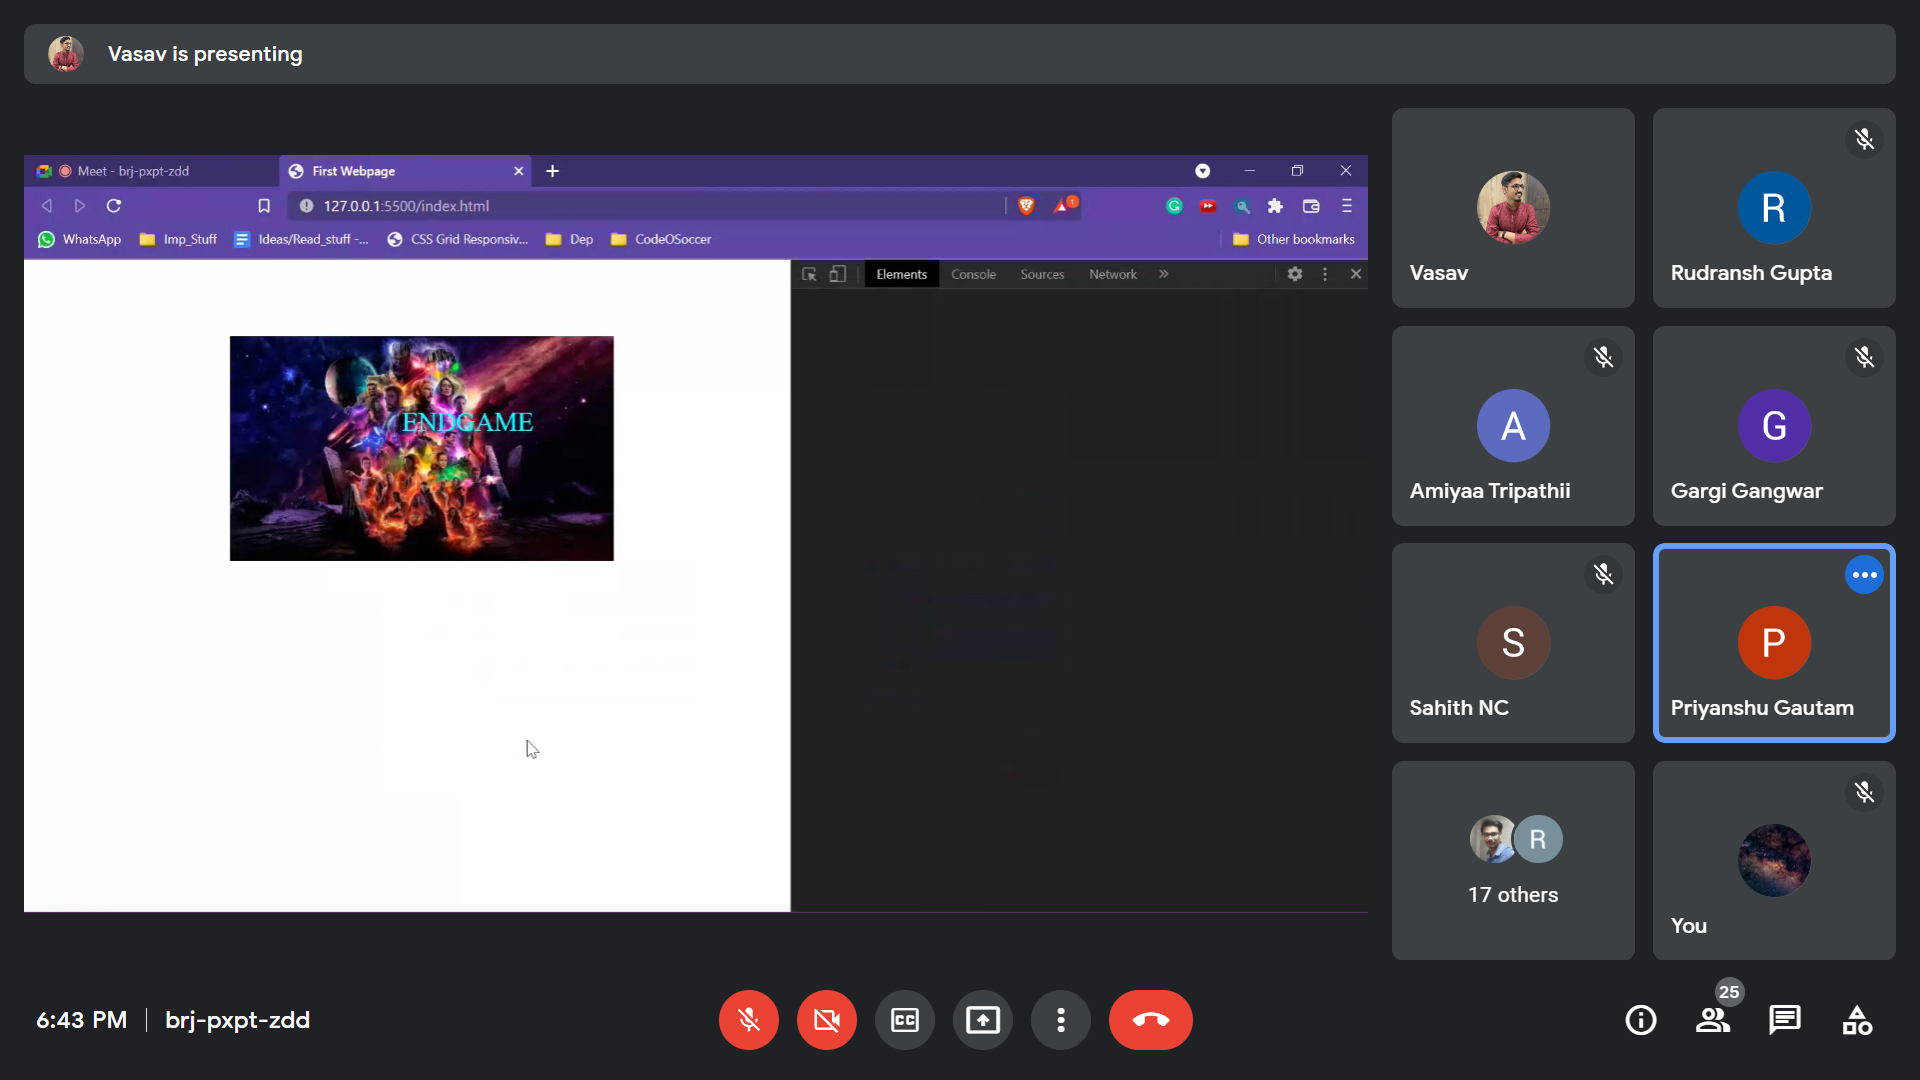 Vasav is presenting
Meet - brj-pxpt-zdd
First Webpage
127.0.0.1:5500/index.html
1
WhatsApp
Imp_Stuff
Ideas/Read_stuff -...
CSS Grid Responsiv...
Dep
CodeOSoccer
Other bookmarks
Elements
Console
Sources
Network
ENDGAME
Vasav
R
Rudransh Gupta
A
Amiyaa Tripathii
G
Gargi Gangwar
S
Sahith NC
P
Priyanshu Gautam
R
17 others
You
6:43 PM
brj-pxpt-zdd
CC
25